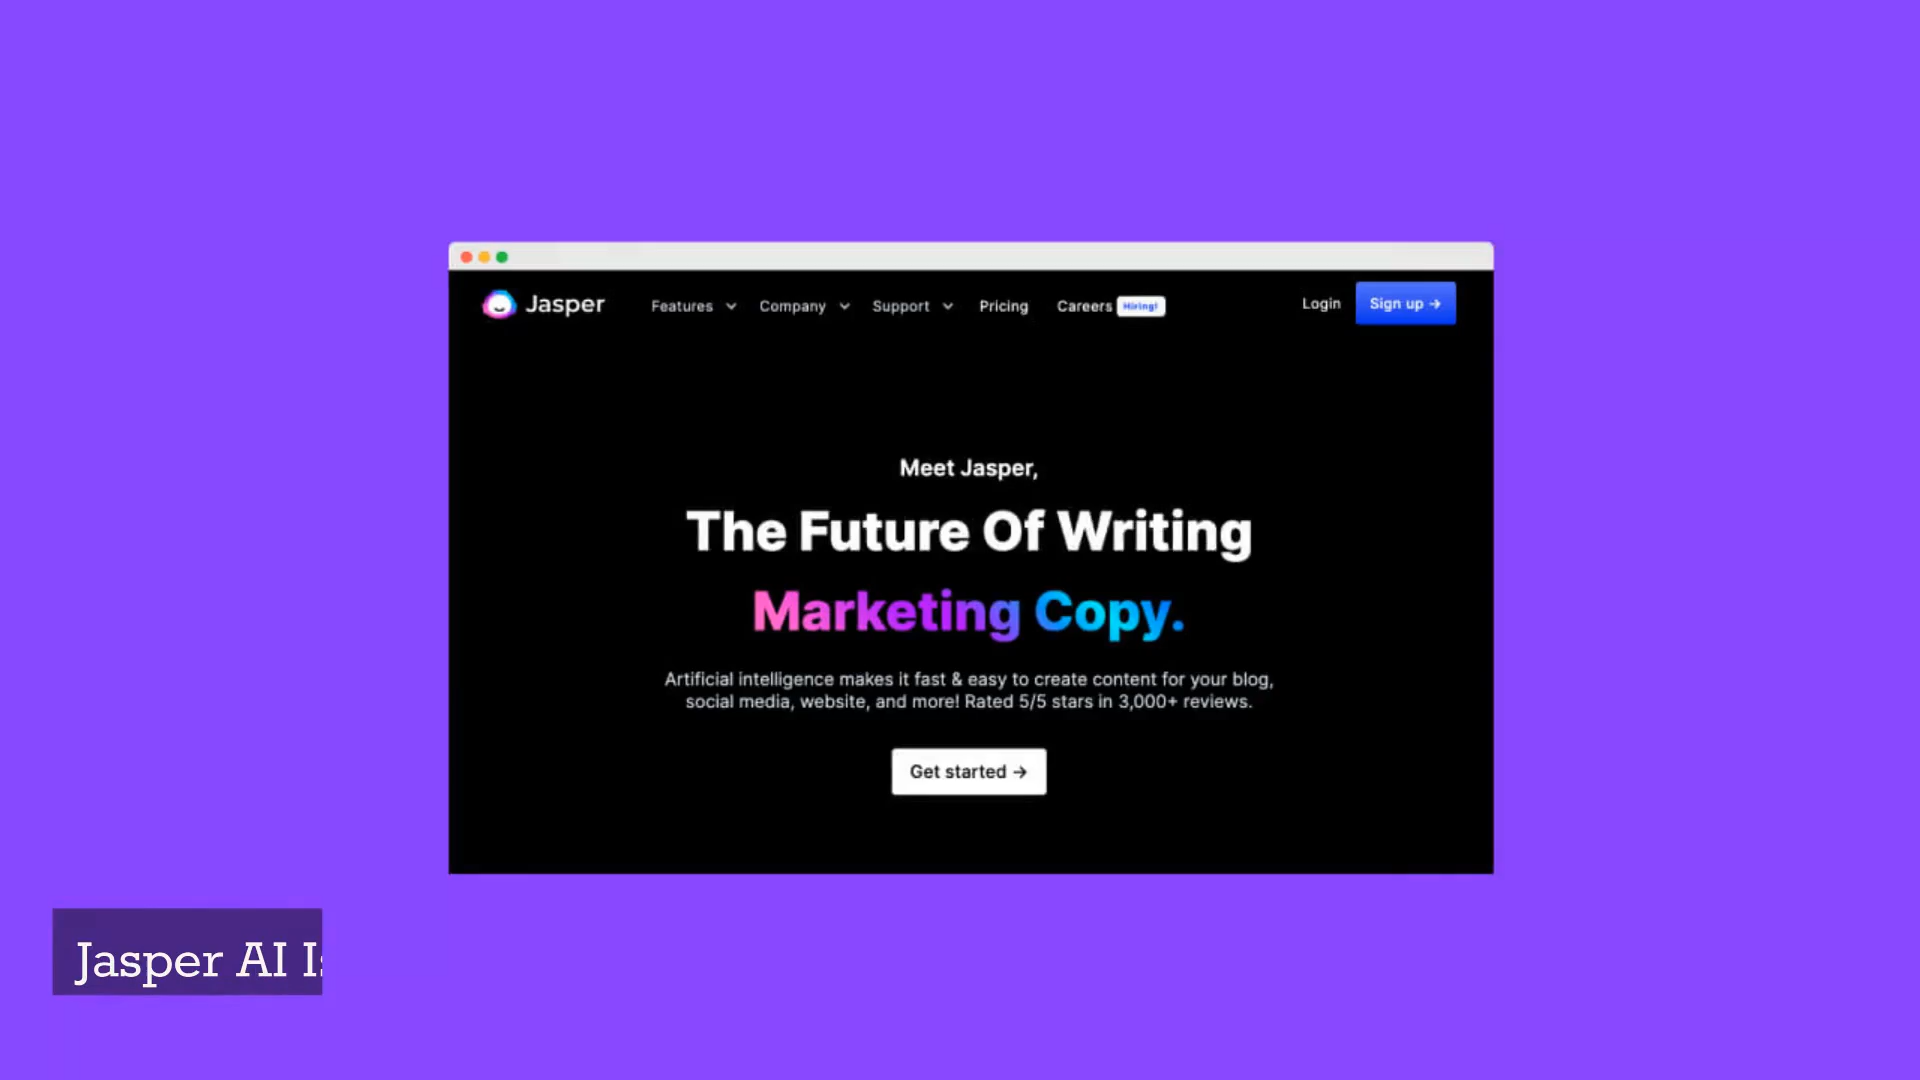 Jasper
Features Company Support Pricing Careers Hiring! Login Sign up →
Meet Jasper,
The Future Of Writing
Marketing Copy.
Artificial intelligence makes it fast & easy to create content for your blog,
social media, website, and more! Rated 5/5 stars in 3,000+ reviews.
Get started →
Jasper AI